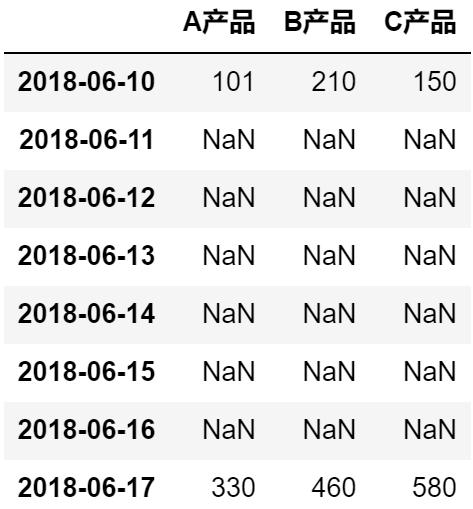 A产品 B产品 C产品
2018-06-10 101 210 150
2018-06-11 NaN NaN NaN
2018-06-12 NaN NaN NaN
2018-06-13 NaN NaN NaN
2018-06-14 NaN NaN NaN
2018-06-15 NaN NaN NaN
2018-06-16 NaN NaN NaN
2018-06-17 330 460 580